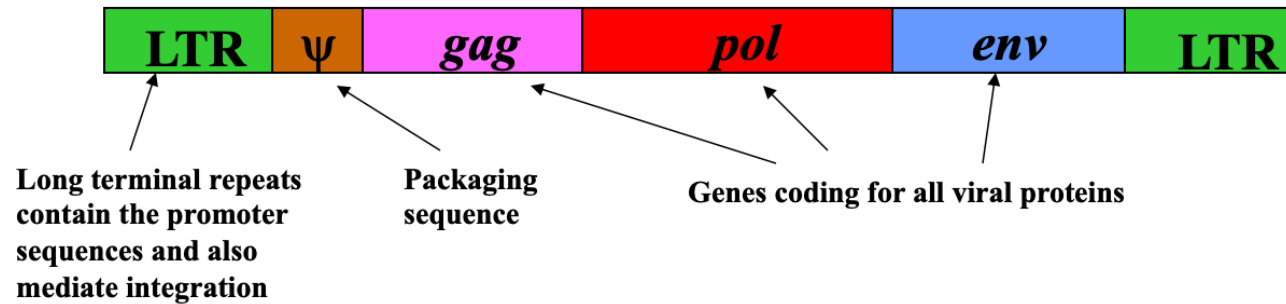 LTR ψ gag pol env LTR
Long terminal repeats
contain the promoter
sequences and also
mediate integration
Packaging
sequence
Genes coding for all viral proteins